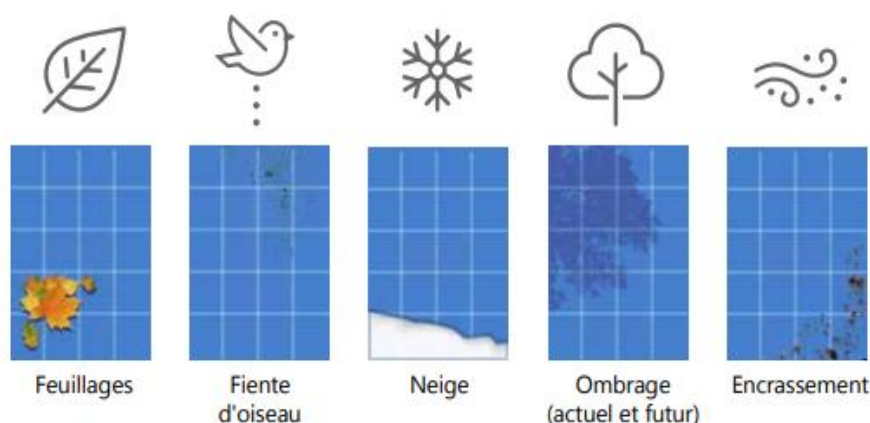 Feuillages
Fiente
d'oiseau
Neige
Ombrage
(actuel et futur)
Encrassement